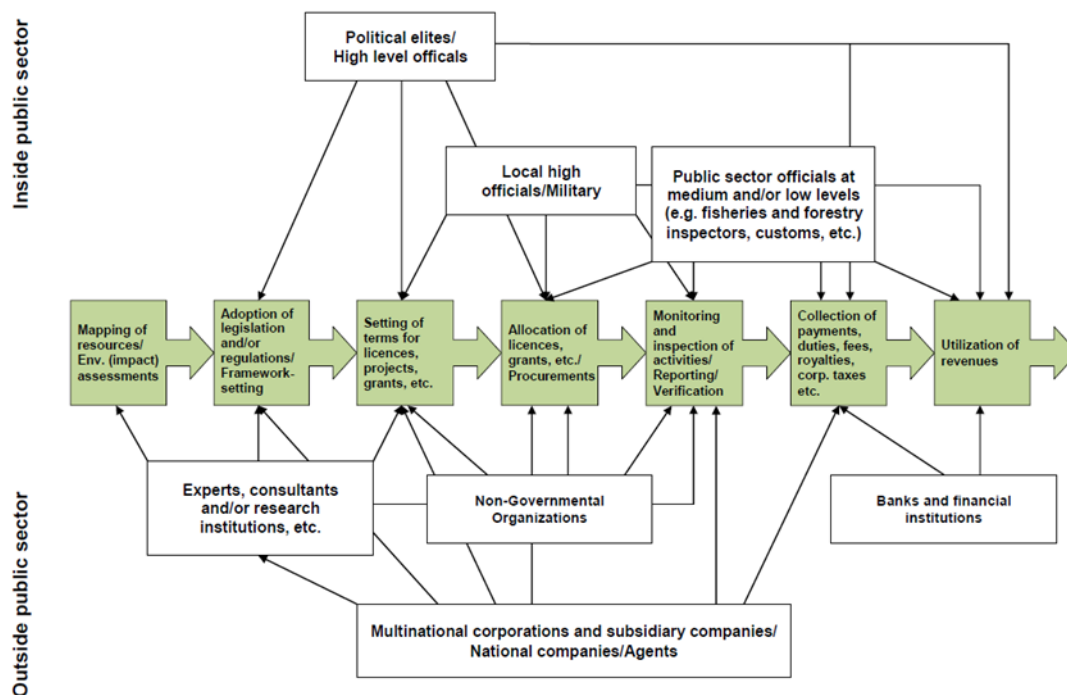 Inside public sector
Political elites/
High level officals
Local high
officials/Military
Public sector officials at
medium and/or low levels
(e.g. fisheries and forestry
inspectors, customs, etc.)
Mapping of
resources/
Env. (impact)
assessments
Adoption of
legislation
and/or
regulations/
Framework-
setting
Setting of
terms for
licences,
projects,
grants, etc.
Allocation of
licences,
grants, etc./
Procurements
Monitoring
and
inspection of
activities/
Reporting/
Verification
Collection of
payments,
duties, fees,
royalties,
corp. taxes
etc.
Utilization of
revenues
Outside public sector
Experts, consultants
and/or research
institutions, etc.
Non-Governmental
Organizations
Banks and financial
institutions
Multinational corporations and subsidiary companies/
National companies/Agents